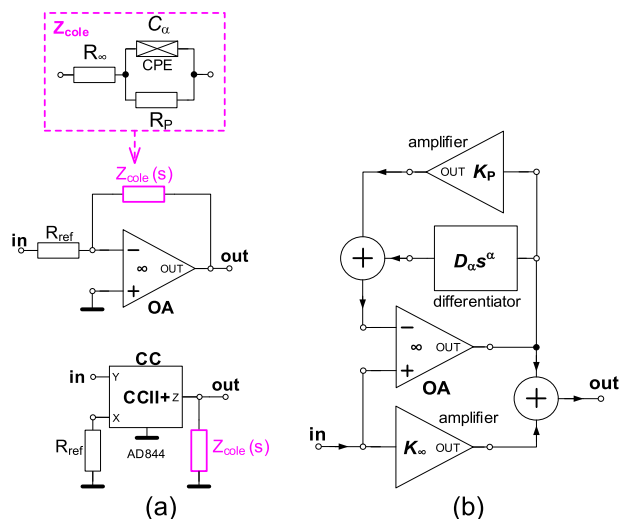 Z_cole
C_α
R_∞
CPE
R_P
Z_cole (s)
in
R_ref
−
∞
OUT
+
out
OA
CC
in
Y
CCII+
Z
out
X
R_ref
AD844
Z_cole (s)
(a)
amplifier
OUT
K_P
+
D_α s^α
differentiator
−
∞
OUT
+
OA
+
out
amplifier
in
K_∞
OUT
(b)